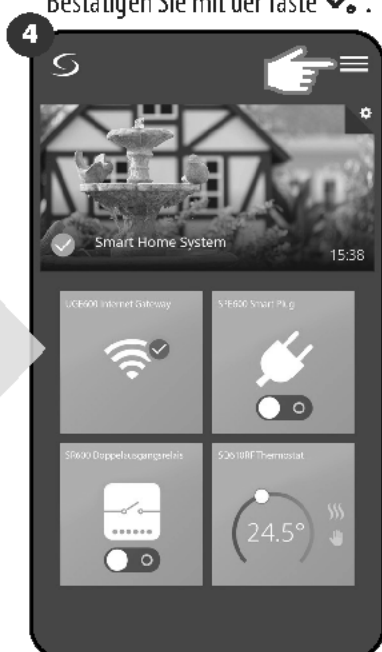 Bestätigen Sie mit der Taste
4
Smart Home System
15:38
UGE600 Internet Gateway
SPE600 Smart Plug
SR600 Doppelausgangsrelais
Thermostat
24.5°